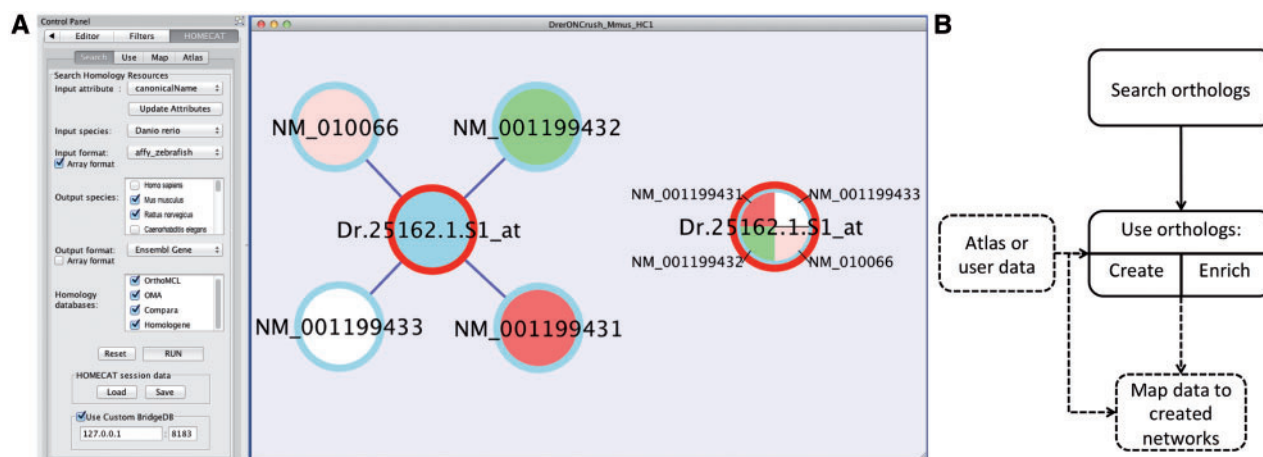 A
Control Panel
Editor Filters HOMECAT
Search Use Map Atlas
Search Homology Resources
Input attribute : canonicalName
Update Attributes
Input species: Danio rerio
Input format: affy_zebrafish
Array format
Output species:
Homo sapiens
Mus musculus
Rattus norvegicus
Caenorhabditis elegans
Output format: Ensembl Gene
Array format
Homology databases:
OrthoMCL
OMA
Compara
Homologene
Reset RUN
HOMECAT session data
Load Save
Use Custom BridgeDB
127.0.0.1 : 8183
DrerONCrush_Mmus_HC1
NM_010066
NM_001199432
Dr.25162.1.S1_at
NM_001199433
NM_001199431
NM_001199431
NM_001199433
Dr.25162.1.S1_at
NM_001199432
NM_010066
B
Search orthologs
Atlas or
user data
Use orthologs:
Create Enrich
Map data to
created
networks